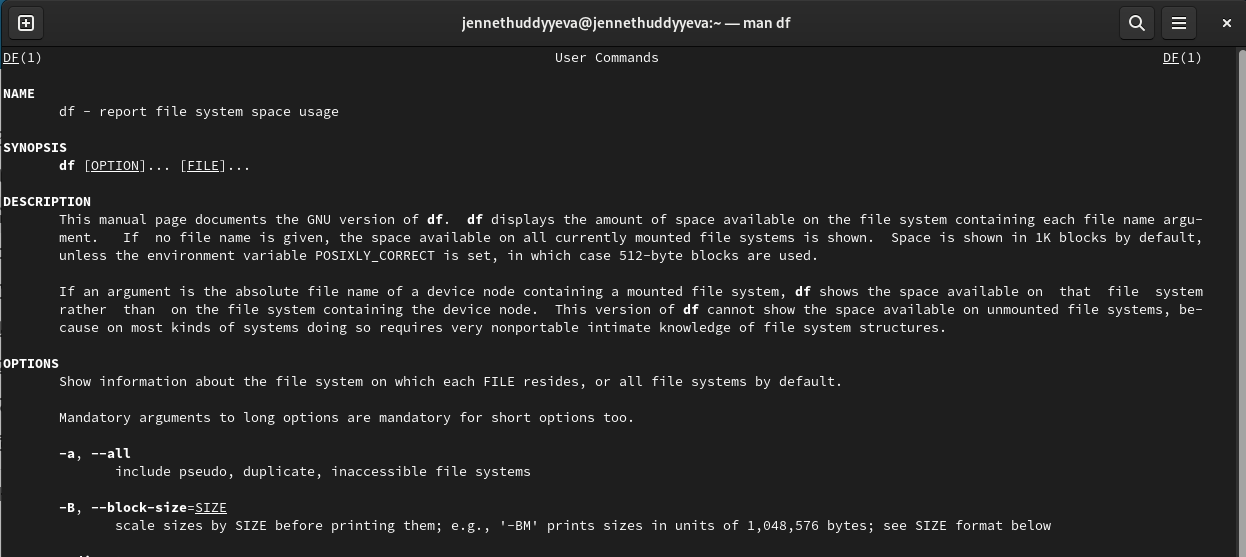 jennethuddyyeva@jennethuddyyeva:~ — man df
DF(1) User Commands DF(1)
NAME
df - report file system space usage
SYNOPSIS
df [OPTION]... [FILE]...
DESCRIPTION
This manual page documents the GNU version of df. df displays the amount of space available on the file system containing each file name argu-
ment. If no file name is given, the space available on all currently mounted file systems is shown. Space is shown in 1K blocks by default,
unless the environment variable POSIXLY_CORRECT is set, in which case 512-byte blocks are used.
If an argument is the absolute file name of a device node containing a mounted file system, df shows the space available on that file system
rather than on the file system containing the device node. This version of df cannot show the space available on unmounted file systems, be-
cause on most kinds of systems doing so requires very nonportable intimate knowledge of file system structures.
OPTIONS
Show information about the file system on which each FILE resides, or all file systems by default.
Mandatory arguments to long options are mandatory for short options too.
-a, --all
include pseudo, duplicate, inaccessible file systems
-B, --block-size=SIZE
scale sizes by SIZE before printing them; e.g., '-BM' prints sizes in units of 1,048,576 bytes; see SIZE format below